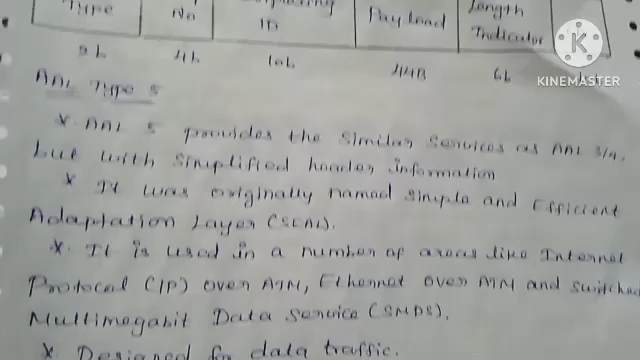 Type No ID Payload Length
Indicator
4b 10b 44B 6b
KINEMASTER
AAL Type 5
* AAL 5 provides the similar services as AAL 3/4,
but with simplified header information
* It was originally named simple and Efficient
Adaptation Layer (SEAL).
* It is used in a number of areas like Internet
Protocol (IP) over ATM, Ethernet over ATM and switched
Multimegabit Data Service (SMDS).
* Designed for data traffic.